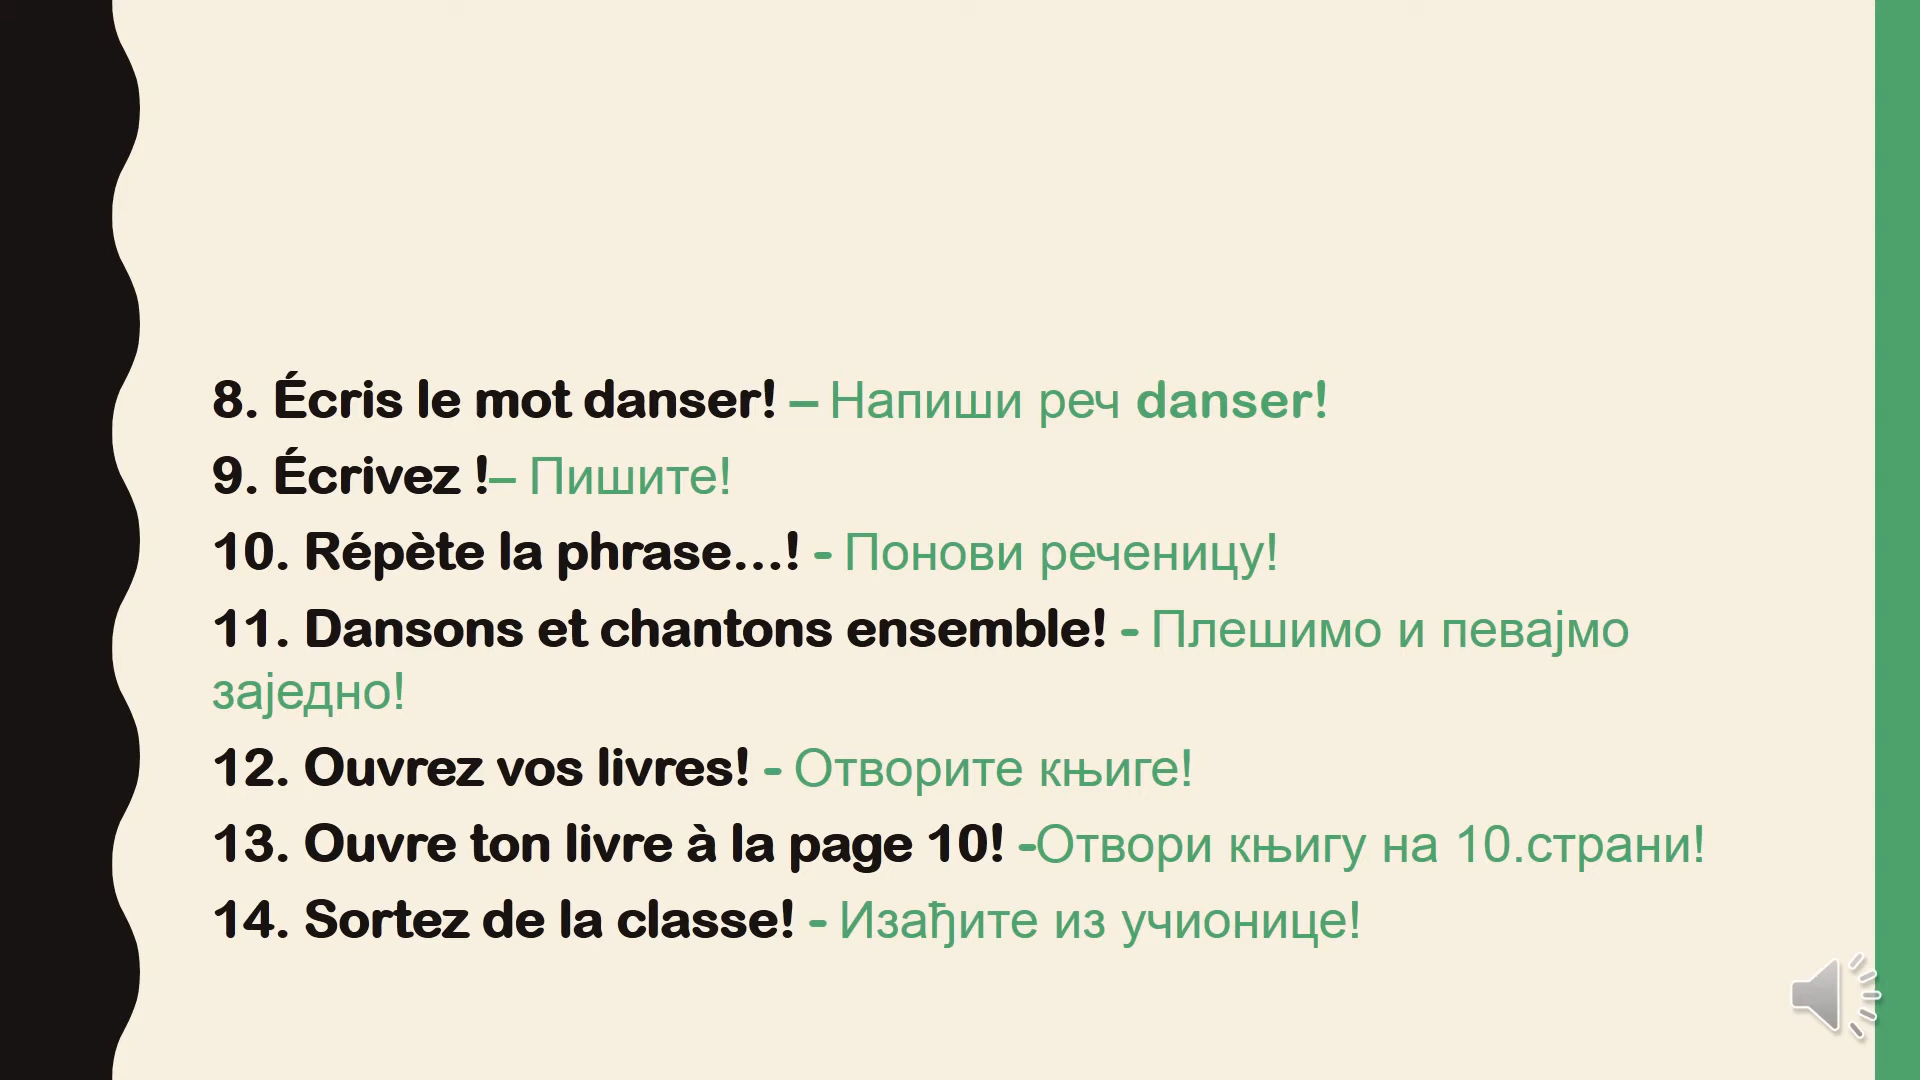 8. Écris le mot danser! – Напиши реч danser!
9. Écrivez !– Пишите!
10. Répète la phrase...! - Понови реченицу!
11. Dansons et chantons ensemble! - Плешимо и певајмо
заједно!
12. Ouvrez vos livres! - Отворите књиге!
13. Ouvre ton livre à la page 10! -Отвори књигу на 10.страни!
14. Sortez de la classe! - Изађите из учионице!